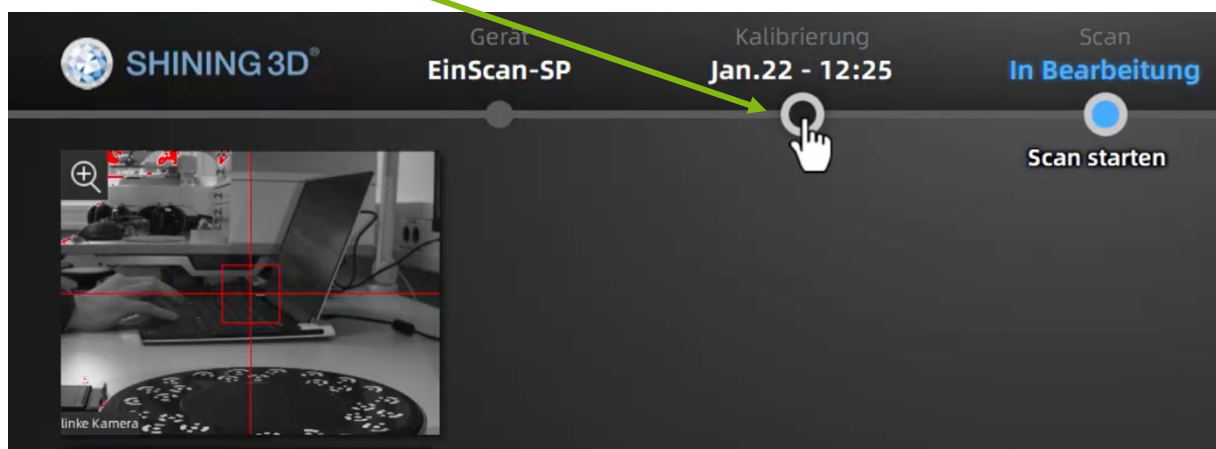 SHINING 3D®
Gerät
EinScan-SP
Kalibrierung
Jan.22 - 12:25
Scan
In Bearbeitung
Scan starten
linke Kamera